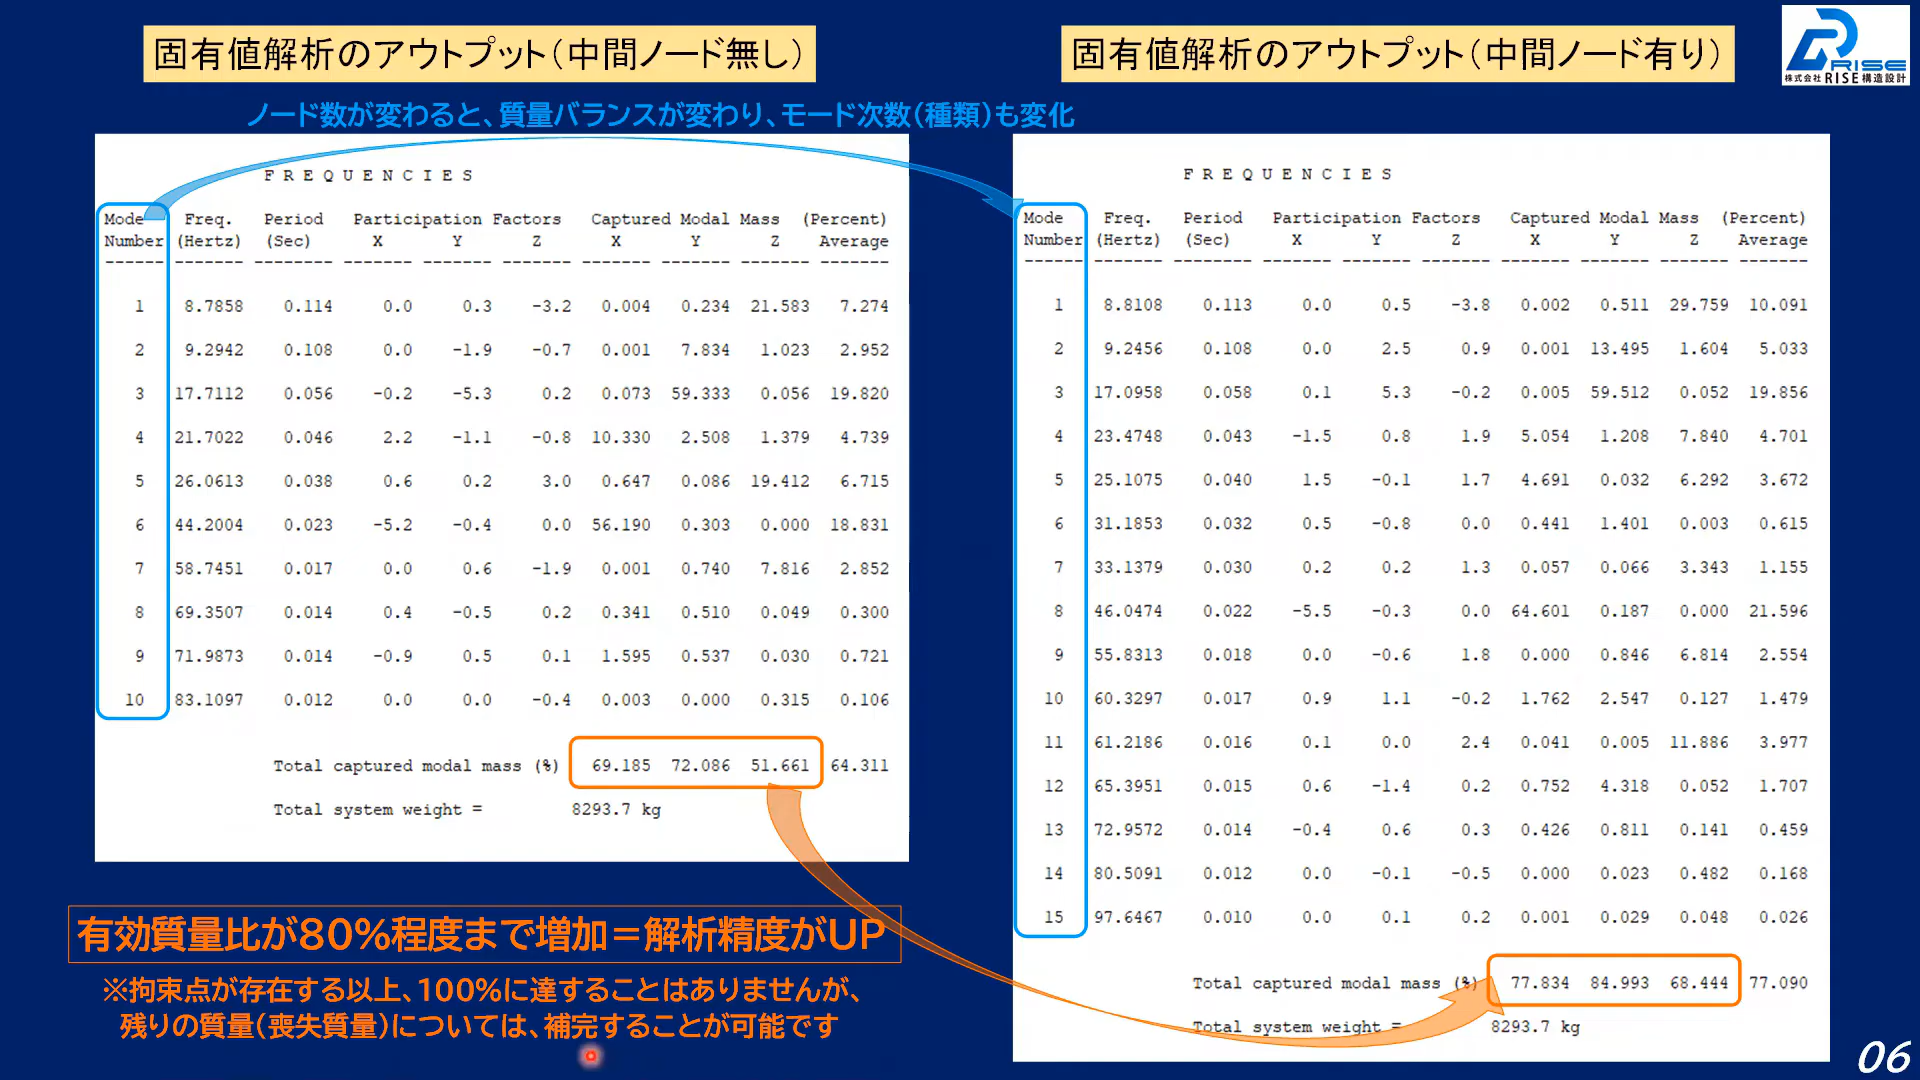 固有値解析のアウトプット（中間ノード無し）
固有値解析のアウトプット（中間ノード有り）
RISE
株式会社RISE構造設計
ノード数が変わると、質量バランスが変わり、モード次数（種類）も変化
F R E Q U E N C I E S
Mode Freq. Period Participation Factors Captured Modal Mass (Percent)
Number (Hertz) (Sec) X Y Z X Y Z Average
------ ------- -------- ------- ------- ------- ------- ------- ------- -------
1 8.7858 0.114 0.0 0.3 -3.2 0.004 0.234 21.583 7.274
2 9.2942 0.108 0.0 -1.9 -0.7 0.001 7.834 1.023 2.952
3 17.7112 0.056 -0.2 -5.3 0.2 0.073 59.333 0.056 19.820
4 21.7022 0.046 2.2 -1.1 -0.8 10.330 2.508 1.379 4.739
5 26.0613 0.038 0.6 0.2 3.0 0.647 0.086 19.412 6.715
6 44.2004 0.023 -5.2 -0.4 0.0 56.190 0.303 0.000 18.831
7 58.7451 0.017 0.0 0.6 -1.9 0.001 0.740 7.816 2.852
8 69.3507 0.014 0.4 -0.5 0.2 0.341 0.510 0.049 0.300
9 71.9873 0.014 -0.9 0.5 0.1 1.595 0.537 0.030 0.721
10 83.1097 0.012 0.0 0.0 -0.4 0.003 0.000 0.315 0.106
Total captured modal mass (%) 69.185 72.086 51.661 64.311
Total system weight = 8293.7 kg
F R E Q U E N C I E S
Mode Freq. Period Participation Factors Captured Modal Mass (Percent)
Number (Hertz) (Sec) X Y Z X Y Z Average
------ ------- -------- ------- ------- ------- ------- ------- ------- -------
1 8.8108 0.113 0.0 0.5 -3.8 0.002 0.511 29.759 10.091
2 9.2456 0.108 0.0 2.5 0.9 0.001 13.495 1.604 5.033
3 17.0958 0.058 0.1 5.3 -0.2 0.005 59.512 0.052 19.856
4 23.4748 0.043 -1.5 0.8 1.9 5.054 1.208 7.840 4.701
5 25.1075 0.040 1.5 -0.1 1.7 4.691 0.032 6.292 3.672
6 31.1853 0.032 0.5 -0.8 0.0 0.441 1.401 0.003 0.615
7 33.1379 0.030 0.2 0.2 1.3 0.057 0.066 3.343 1.155
8 46.0474 0.022 -5.5 -0.3 0.0 64.601 0.187 0.000 21.596
9 55.8313 0.018 0.0 -0.6 1.8 0.000 0.846 6.814 2.554
10 60.3297 0.017 0.9 1.1 -0.2 1.762 2.547 0.127 1.479
11 61.2186 0.016 0.1 0.0 2.4 0.041 0.005 11.886 3.977
12 65.3951 0.015 0.6 -1.4 0.2 0.752 4.318 0.052 1.707
13 72.9572 0.014 -0.4 0.6 0.3 0.426 0.811 0.141 0.459
14 80.5091 0.012 0.0 -0.1 -0.5 0.000 0.023 0.482 0.168
15 97.6467 0.010 0.0 0.1 0.2 0.001 0.029 0.048 0.026
Total captured modal mass (%) 77.834 84.993 68.444 77.090
Total system weight = 8293.7 kg
有効質量比が80%程度まで増加＝解析精度がUP
※拘束点が存在する以上、100%に達することはありませんが、
残りの質量（喪失質量）については、補完することが可能です
06